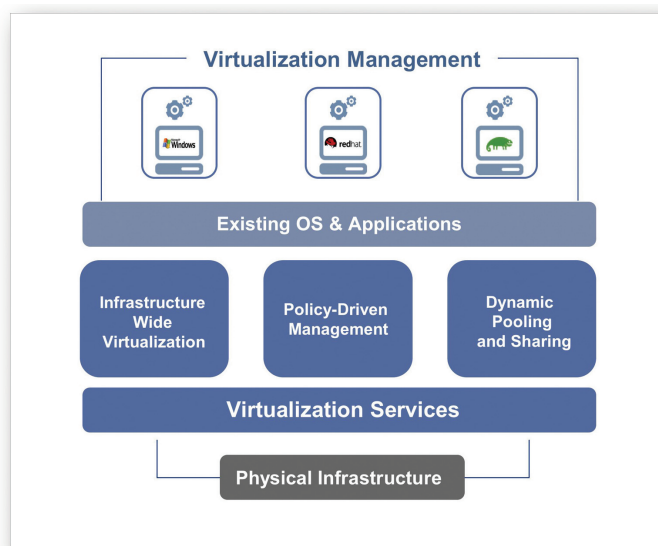 Virtualization Management
Windows
redhat.
Existing OS & Applications
Infrastructure
Wide
Virtualization
Policy-Driven
Management
Dynamic
Pooling
and Sharing
Virtualization Services
Physical Infrastructure